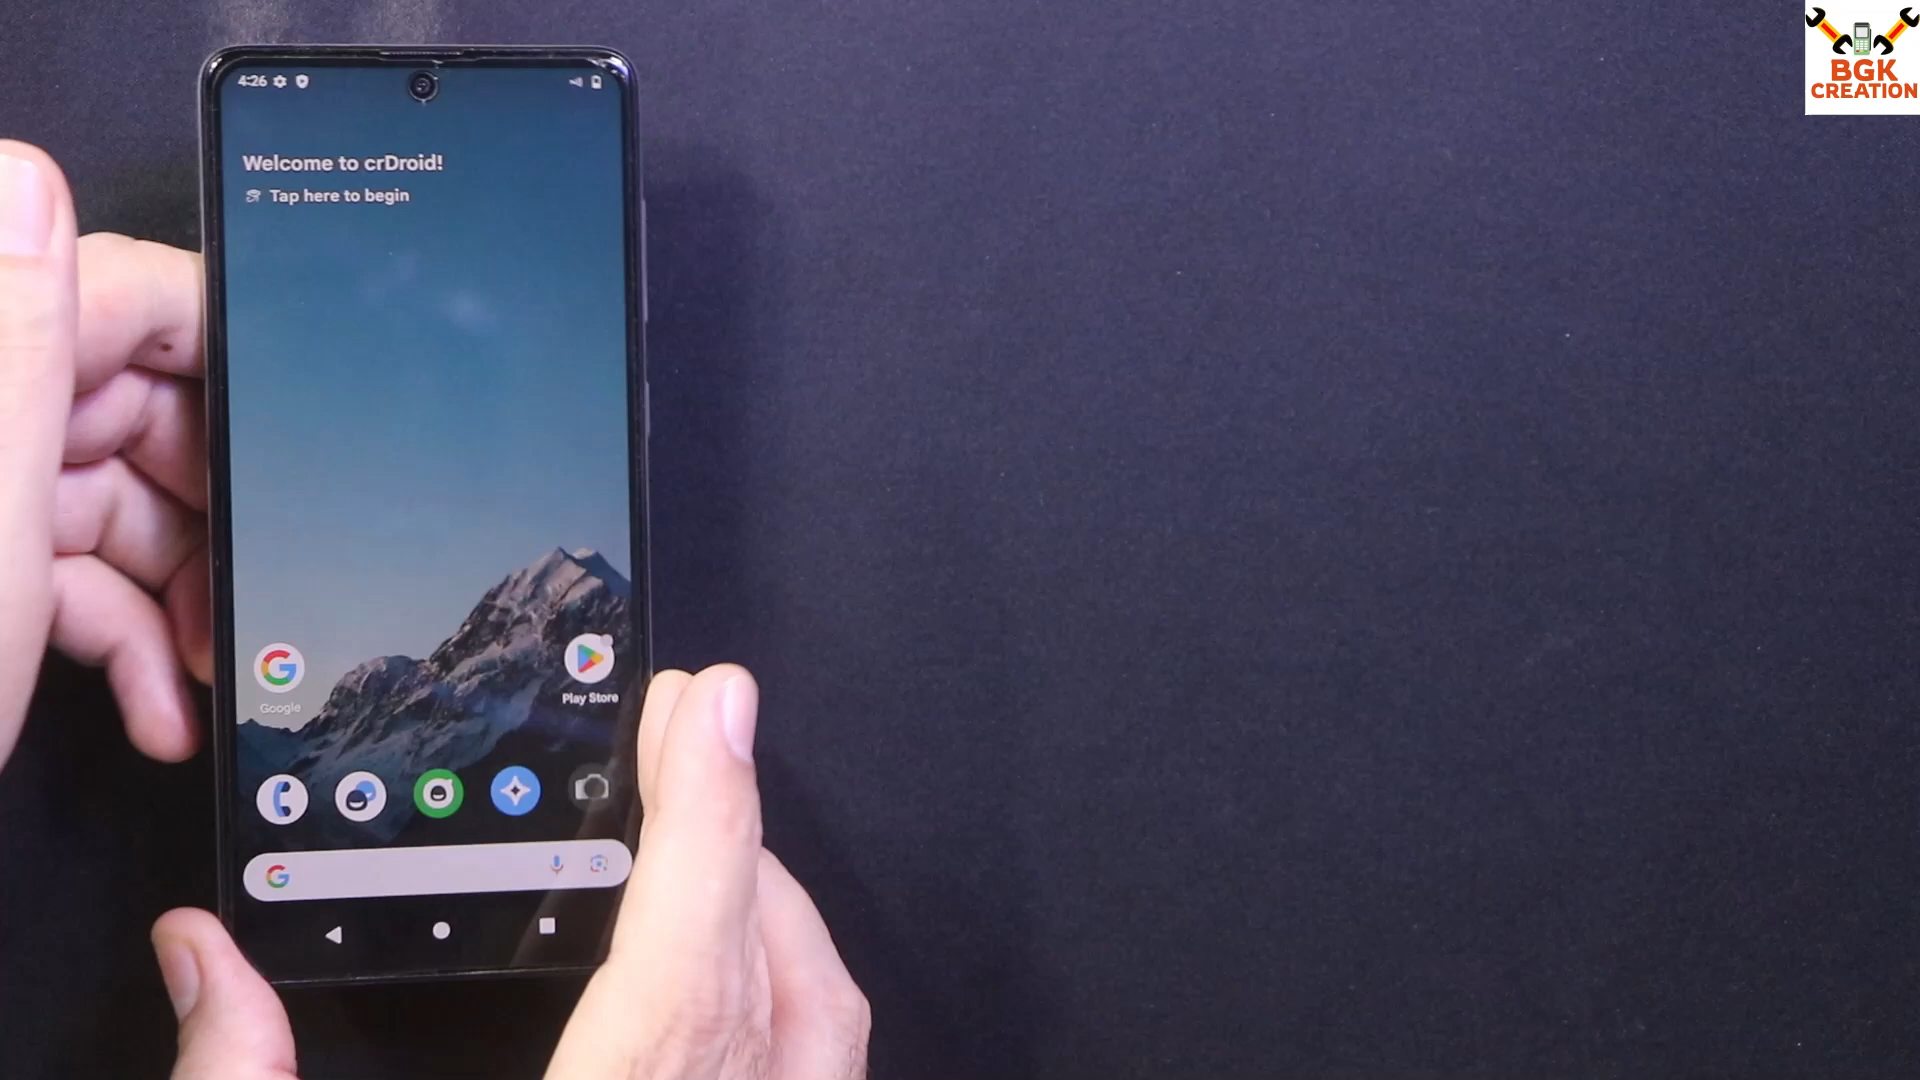 4:26
Welcome to crDroid!
Tap here to begin
Google
Play Store
BGK
CREATION